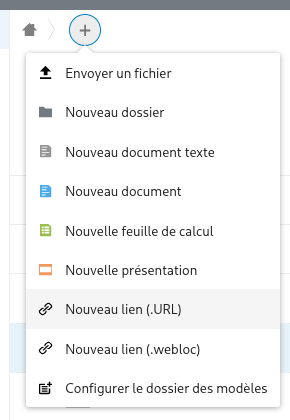 Envoyer un fichier
Nouveau dossier
Nouveau document texte
Nouveau document
Nouvelle feuille de calcul
Nouvelle présentation
Nouveau lien (.URL)
Nouveau lien (.webloc)
Configurer le dossier des modèles